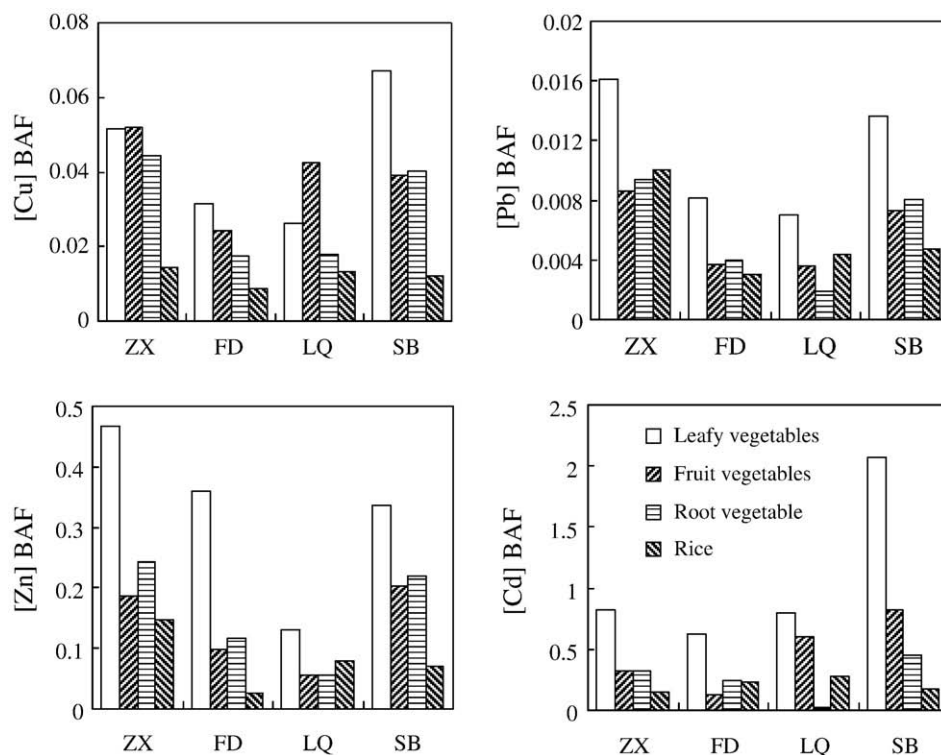 [Cu] BAF
0.08
0.06
0.04
0.02
0
ZX FD LQ SB
[Pb] BAF
0.02
0.016
0.012
0.008
0.004
0
ZX FD LQ SB
[Zn] BAF
0.5
0.4
0.3
0.2
0.1
0
ZX FD LQ SB
[Cd] BAF
2.5
2
1.5
1
0.5
0
Leafy vegetables
Fruit vegetables
Root vegetable
Rice
ZX FD LQ SB